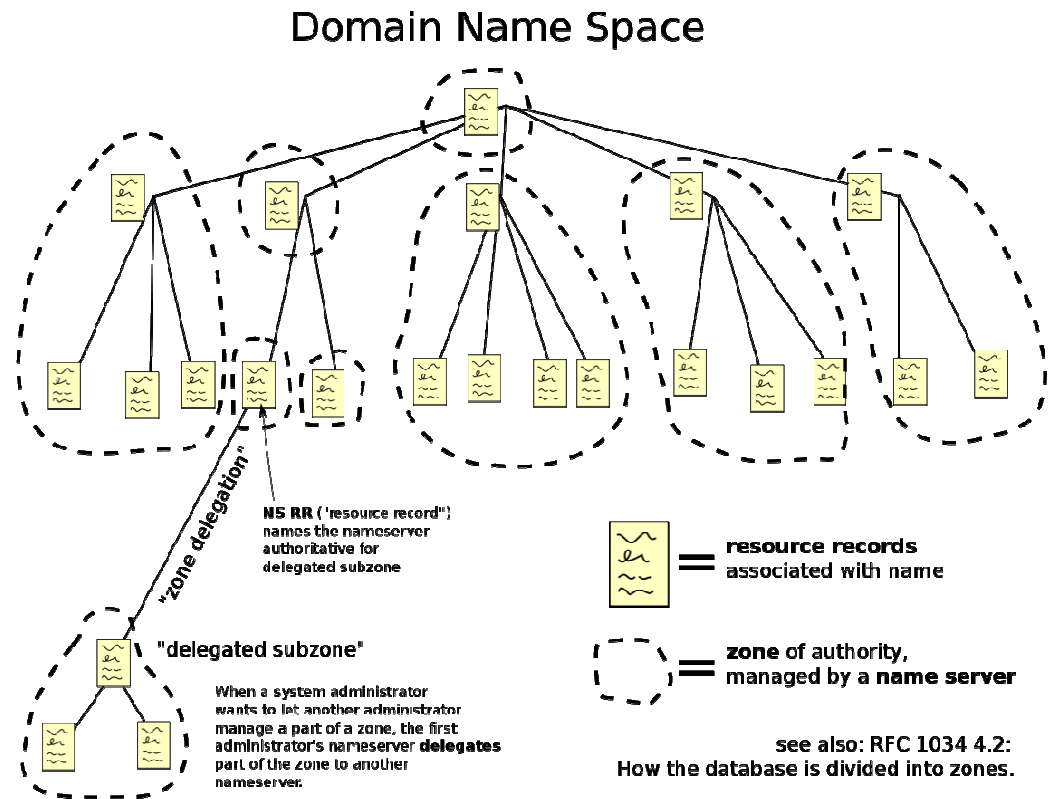 Domain Name Space
"zone delegation"
NS RR ("resource record")
names the nameserver
authoritative for
delegated subzone
resource records
associated with name
"delegated subzone"
zone of authority,
managed by a name server
When a system administrator
wants to let another administrator
manage a part of a zone, the first
administrator's nameserver delegates
part of the zone to another
nameserver.
see also: RFC 1034 4.2:
How the database is divided into zones.